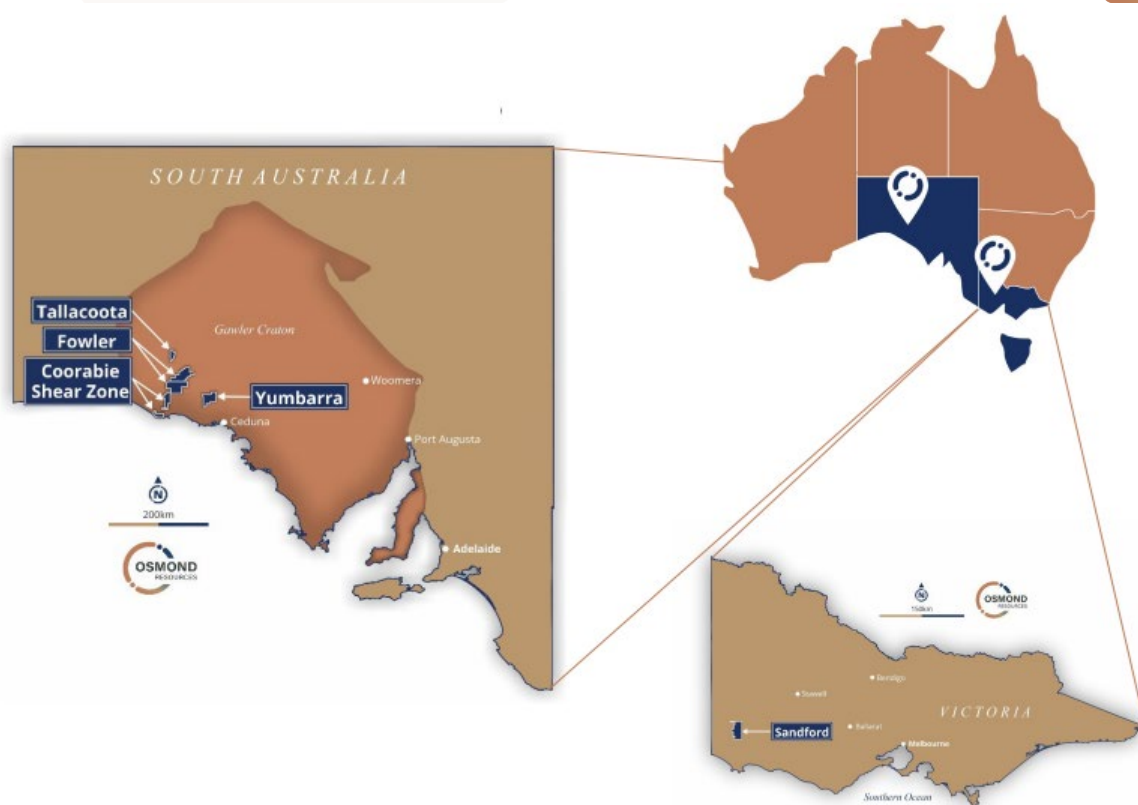 SOUTH AUSTRALIA
Tallacoota
Fowler
Coorabie
Shear Zone
Gawler Craton
Yumbarra
Woomera
Ceduna
Port Augusta
N
200km
OSMOND
RESOURCES
Adelaide
N
150km
OSMOND
RESOURCES
Bendigo
Stawell
VICTORIA
Sandford
Ballarat
Melbourne
Southern Ocean